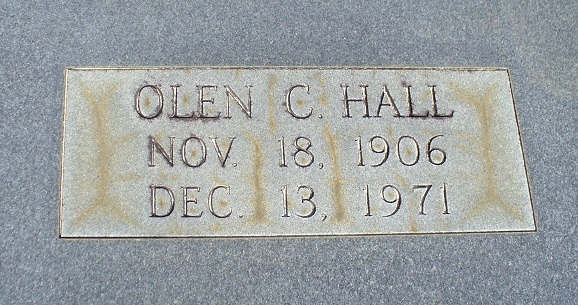 OLEN C. HALL
NOV. 18, 1906
DEC. 13, 1971